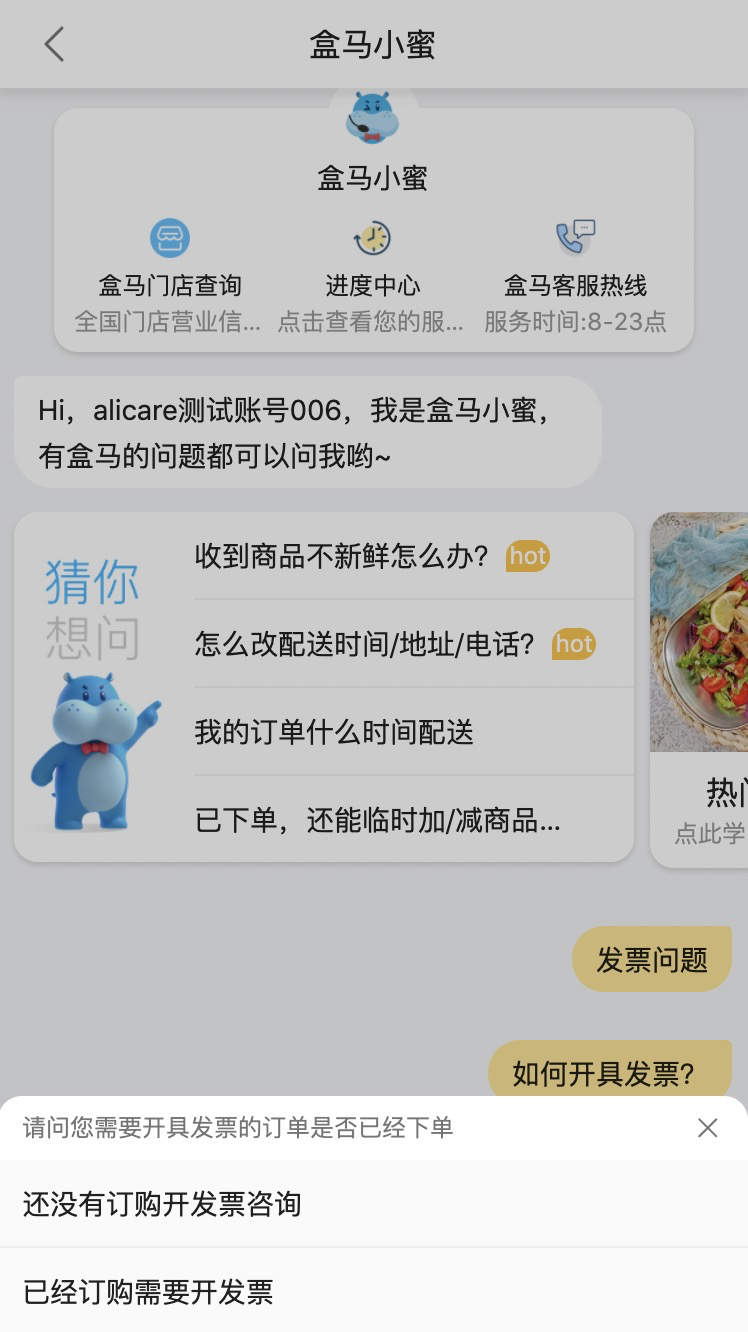 盒马小蜜
盒马小蜜
盒马门店查询
进度中心
盒马客服热线
全国门店营业信...
点击查看您的服...
服务时间:8-23点
Hi，alicare测试账号006，我是盒马小蜜，
有盒马的问题都可以问我哟~
猜你
想问
收到商品不新鲜怎么办？ hot
怎么改配送时间/地址/电话？ hot
我的订单什么时间配送
已下单，还能临时加/减商品...
热
点此学
发票问题
如何开具发票?
请问您需要开具发票的订单是否已经下单
还没有订购开发票咨询
已经订购需要开发票